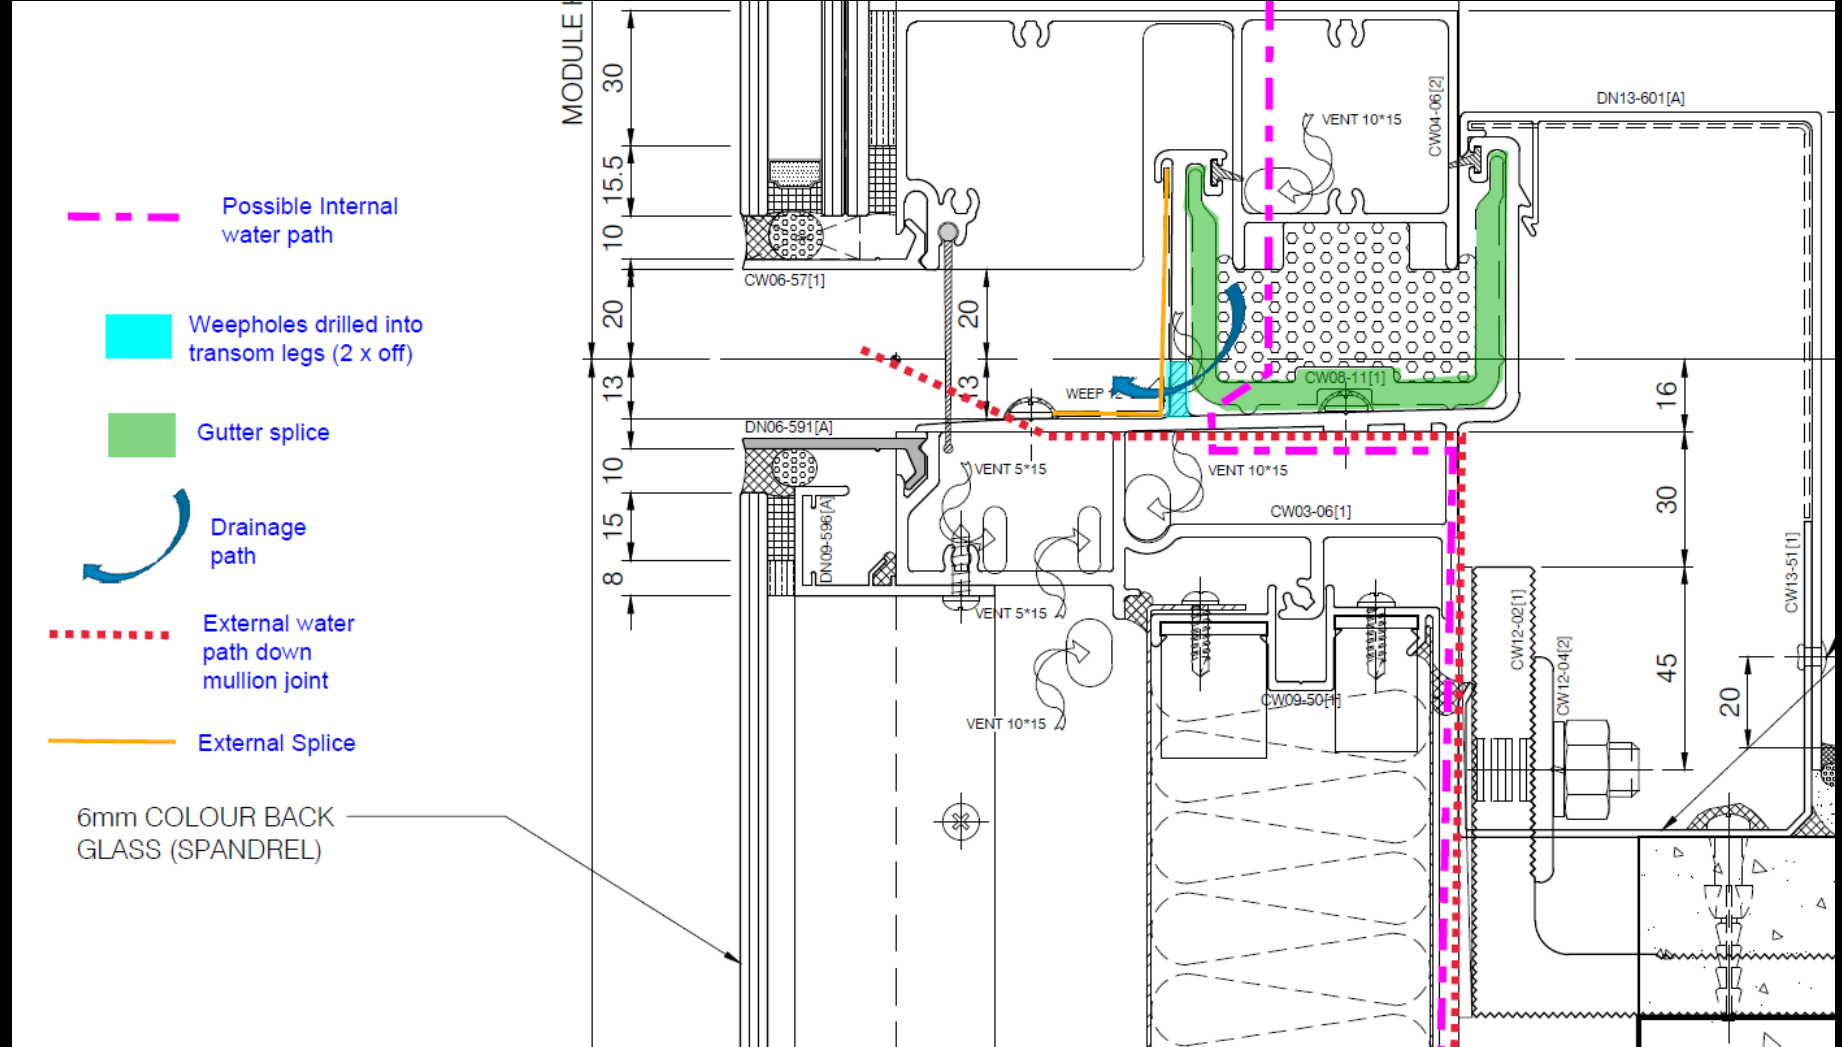 Possible Internal
water path
Weepholes drilled into
transom legs (2 x off)
Gutter splice
Drainage
path
External water
path down
mullion joint
External Splice
6mm COLOUR BACK
GLASS (SPANDREL)
MODULE
30
15.5
10
20
13
10
15
8
CW06-57[1]
DN06-591[A]
DN09-596[A]
20
13
WEEP 12
VENT 5*15
VENT 5*15
VENT 10*15
VENT 10*15
CW04-06[2]
VENT 10*15
CW08-11[1]
CW03-06[1]
CW09-50[1]
DN13-601[A]
16
30
45
20
CW12-02[1]
CW12-04[2]
CW13-51[1]